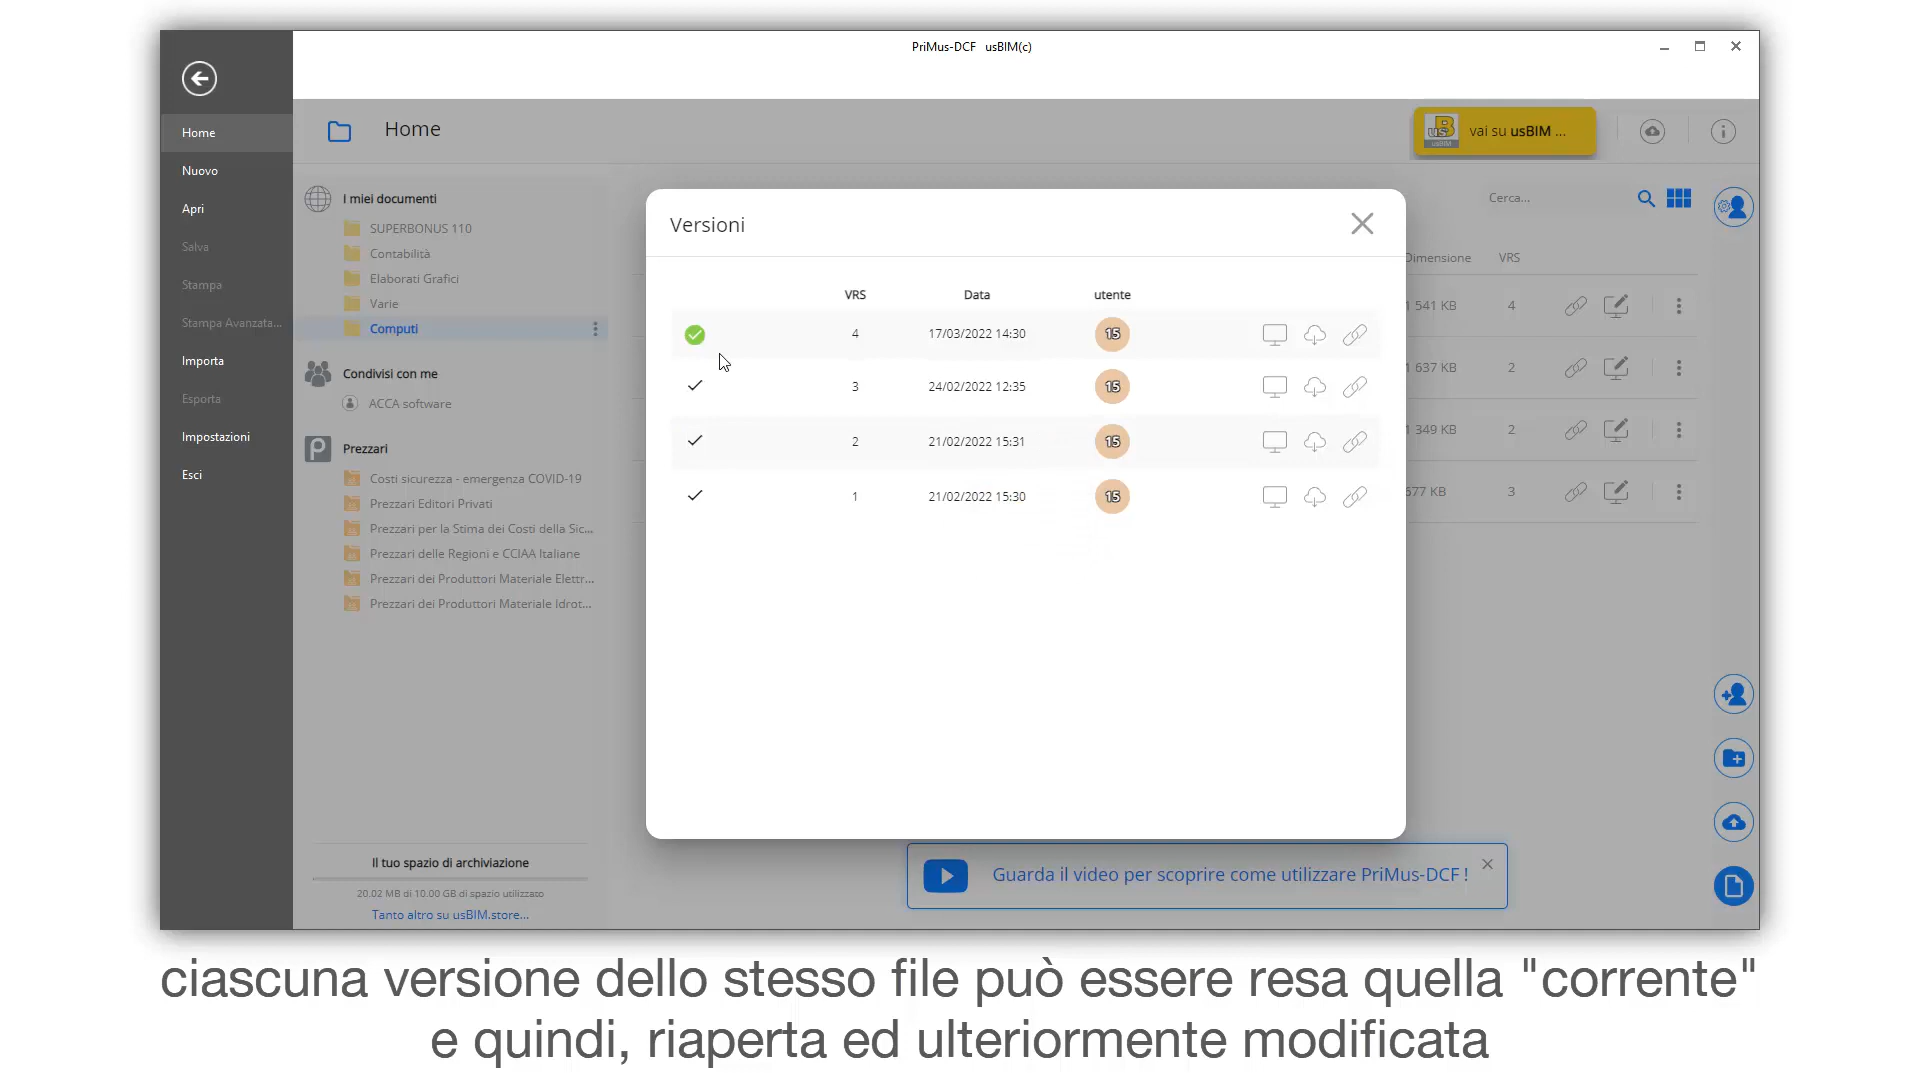 PriMus-DCF usBIM(c)
Home
Nuovo
Apri
Salva
Stampa
Stampa Avanzata...
Importa
Esporta
Impostazioni
Esci
Home
vai su usBIM ...
I miei documenti
SUPERBONUS 110
Contabilità
Elaborati Grafici
Varie
Computi
Condivisi con me
ACCA software
Prezzari
Costi sicurezza - emergenza COVID-19
Prezzari Editori Privati
Prezzari per la Stima dei Costi della Sic...
Prezzari delle Regioni e CCIAA Italiane
Prezzari dei Produttori Materiale Elettr...
Prezzari dei Produttori Materiale Idrot...
Il tuo spazio di archiviazione
20.02 MB di 10.00 GB di spazio utilizzato
Tanto altro su usBIM.store...
Cerca...
Dimensione VRS
1 541 KB 4
1 637 KB 2
1 349 KB 2
677 KB 3
Versioni
VRS Data utente
4 17/03/2022 14:30 15
3 24/02/2022 12:35 15
2 21/02/2022 15:31 15
1 21/02/2022 15:30 15
Guarda il video per scoprire come utilizzare PriMus-DCF !
ciascuna versione dello stesso file può essere resa quella "corrente"
e quindi, riaperta ed ulteriormente modificata